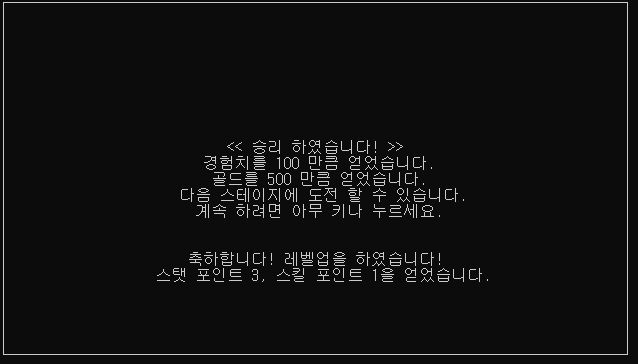 << 승리 하였습니다! >>
경험치를 100 만큼 얻었습니다.
골드를 500 만큼 얻었습니다.
다음 스테이지에 도전 할 수 있습니다.
계속 하려면 아무 키나 누르세요.
축하합니다! 레벨업을 하였습니다!
스탯 포인트 3, 스킬 포인트 1을 얻었습니다.